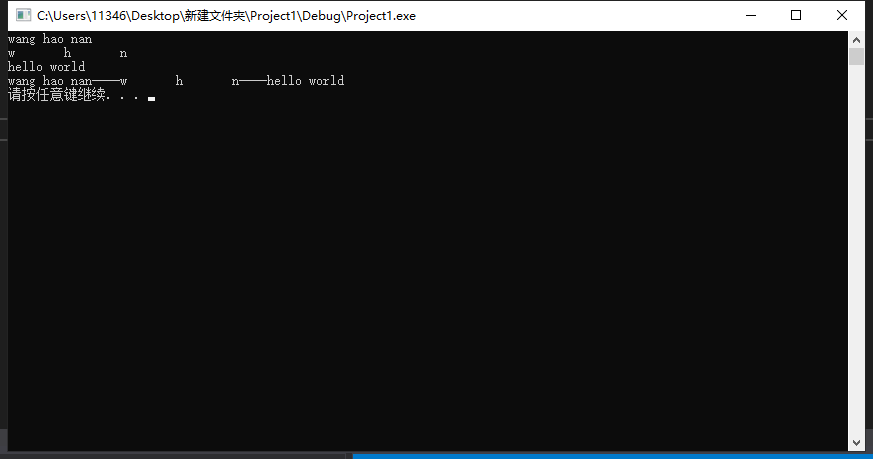 C:\Users\11346\Desktop\新建文件夹\Project1\Debug\Project1.exe
wang hao nan
w       h       n
hello world
wang hao nan────w       h       n────hello world
请按任意键继续. . .